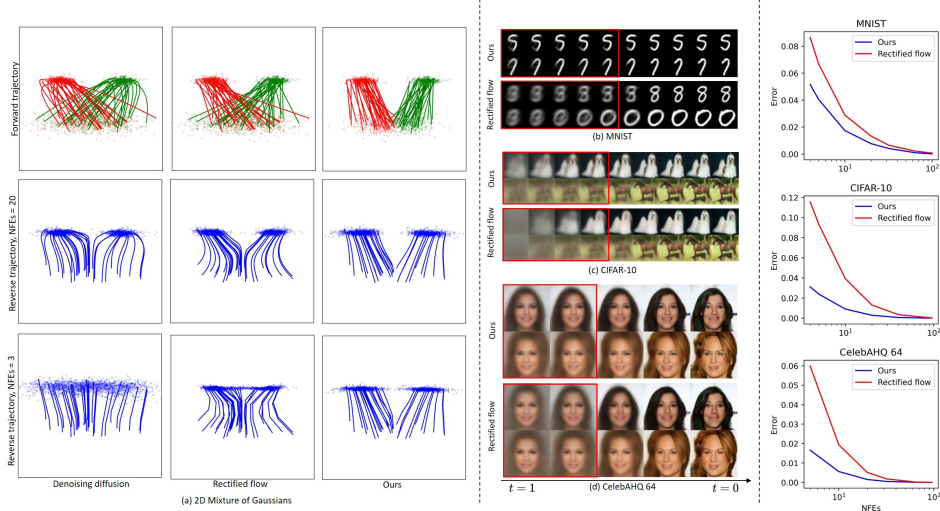 Forward trajectory
Reverse trajectory, NFEs = 20
Reverse trajectory, NFEs = 3
Denoising diffusion
Rectified flow
Ours
(a) 2D Mixture of Gaussians
Ours
Rectified flow
(b) MNIST
Ours
Rectified flow
(c) CIFAR-10
Ours
Rectified flow
t = 1
(d) CelebAHQ 64
t = 0
MNIST
Ours
Rectified flow
Error
0.08
0.06
0.04
0.02
0.00
10¹
10²
CIFAR-10
Ours
Rectified flow
Error
0.12
0.10
0.08
0.06
0.04
0.02
0.00
10¹
10²
CelebAHQ 64
Ours
Rectified flow
Error
0.06
0.05
0.04
0.03
0.02
0.01
0.00
10¹
10²
NFEs